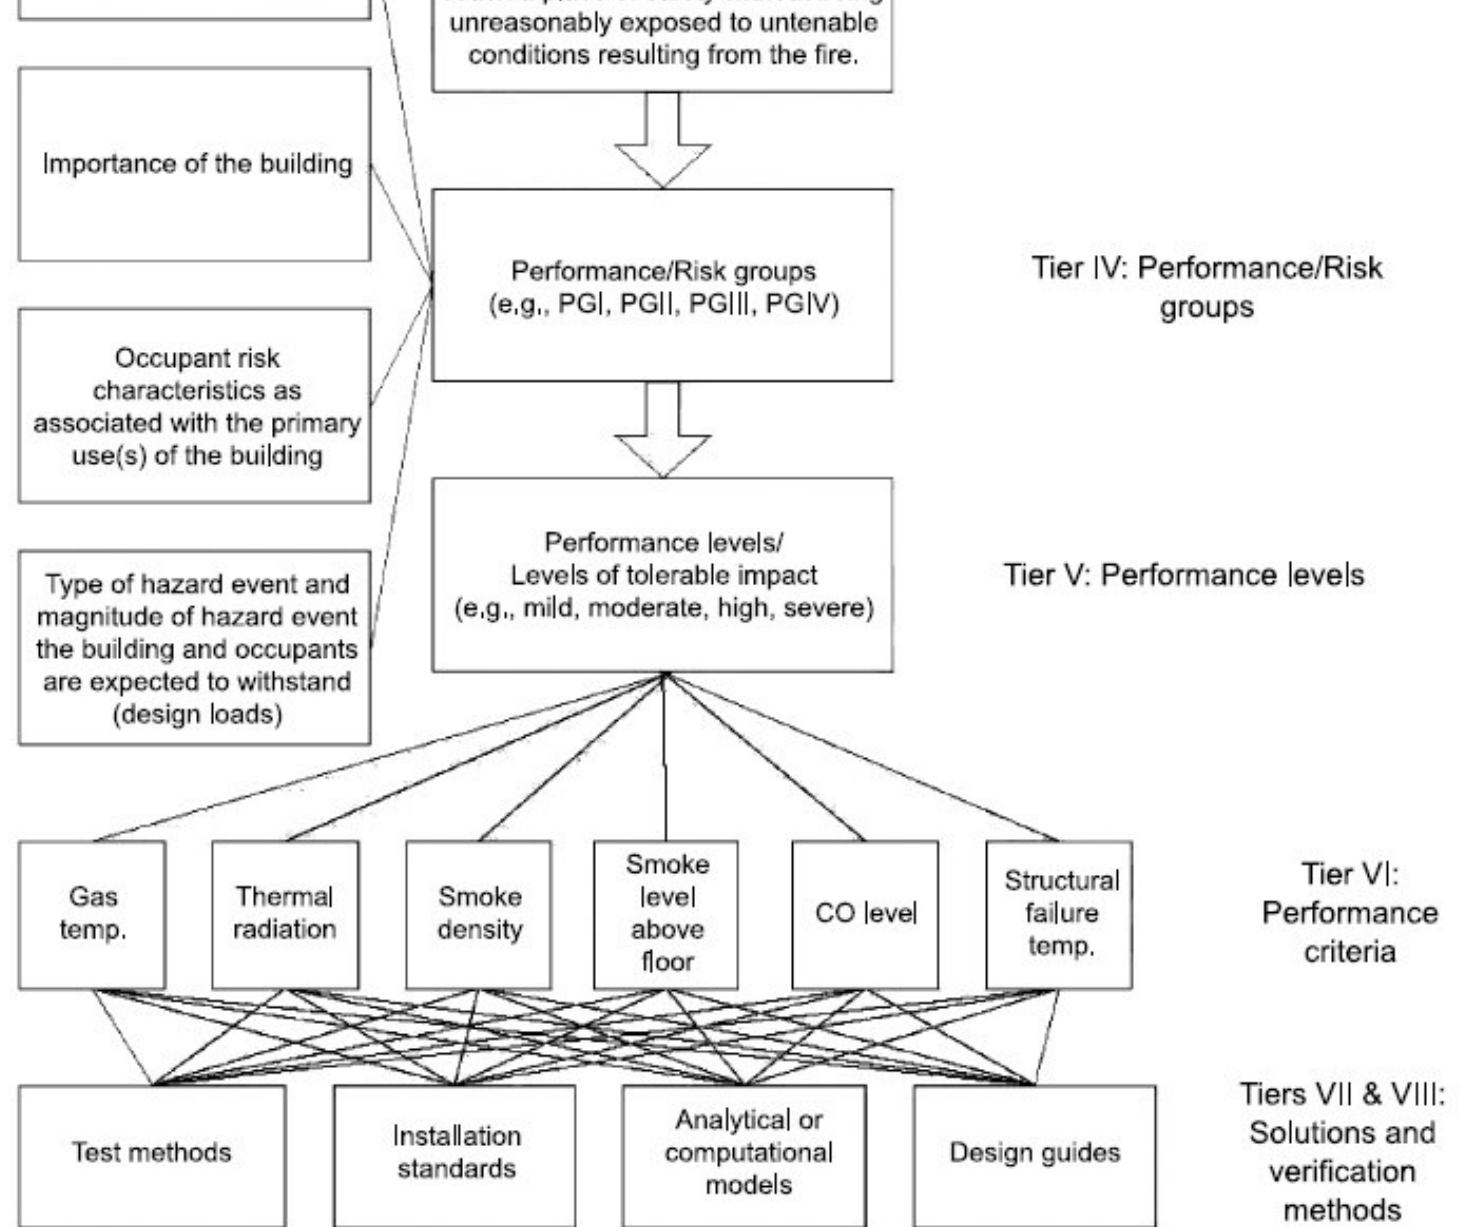 unreasonably exposed to untenable
conditions resulting from the fire.
Importance of the building
Performance/Risk groups
(e.g., PGI, PGII, PGIII, PGIV)
Tier IV: Performance/Risk
groups
Occupant risk
characteristics as
associated with the primary
use(s) of the building
Performance levels/
Levels of tolerable impact
(e.g., mild, moderate, high, severe)
Tier V: Performance levels
Type of hazard event and
magnitude of hazard event
the building and occupants
are expected to withstand
(design loads)
Gas
temp.
Thermal
radiation
Smoke
density
Smoke
level
above
floor
CO level
Structural
failure
temp.
Tier VI:
Performance
criteria
Test methods
Installation
standards
Analytical or
computational
models
Design guides
Tiers VII & VIII:
Solutions and
verification
methods